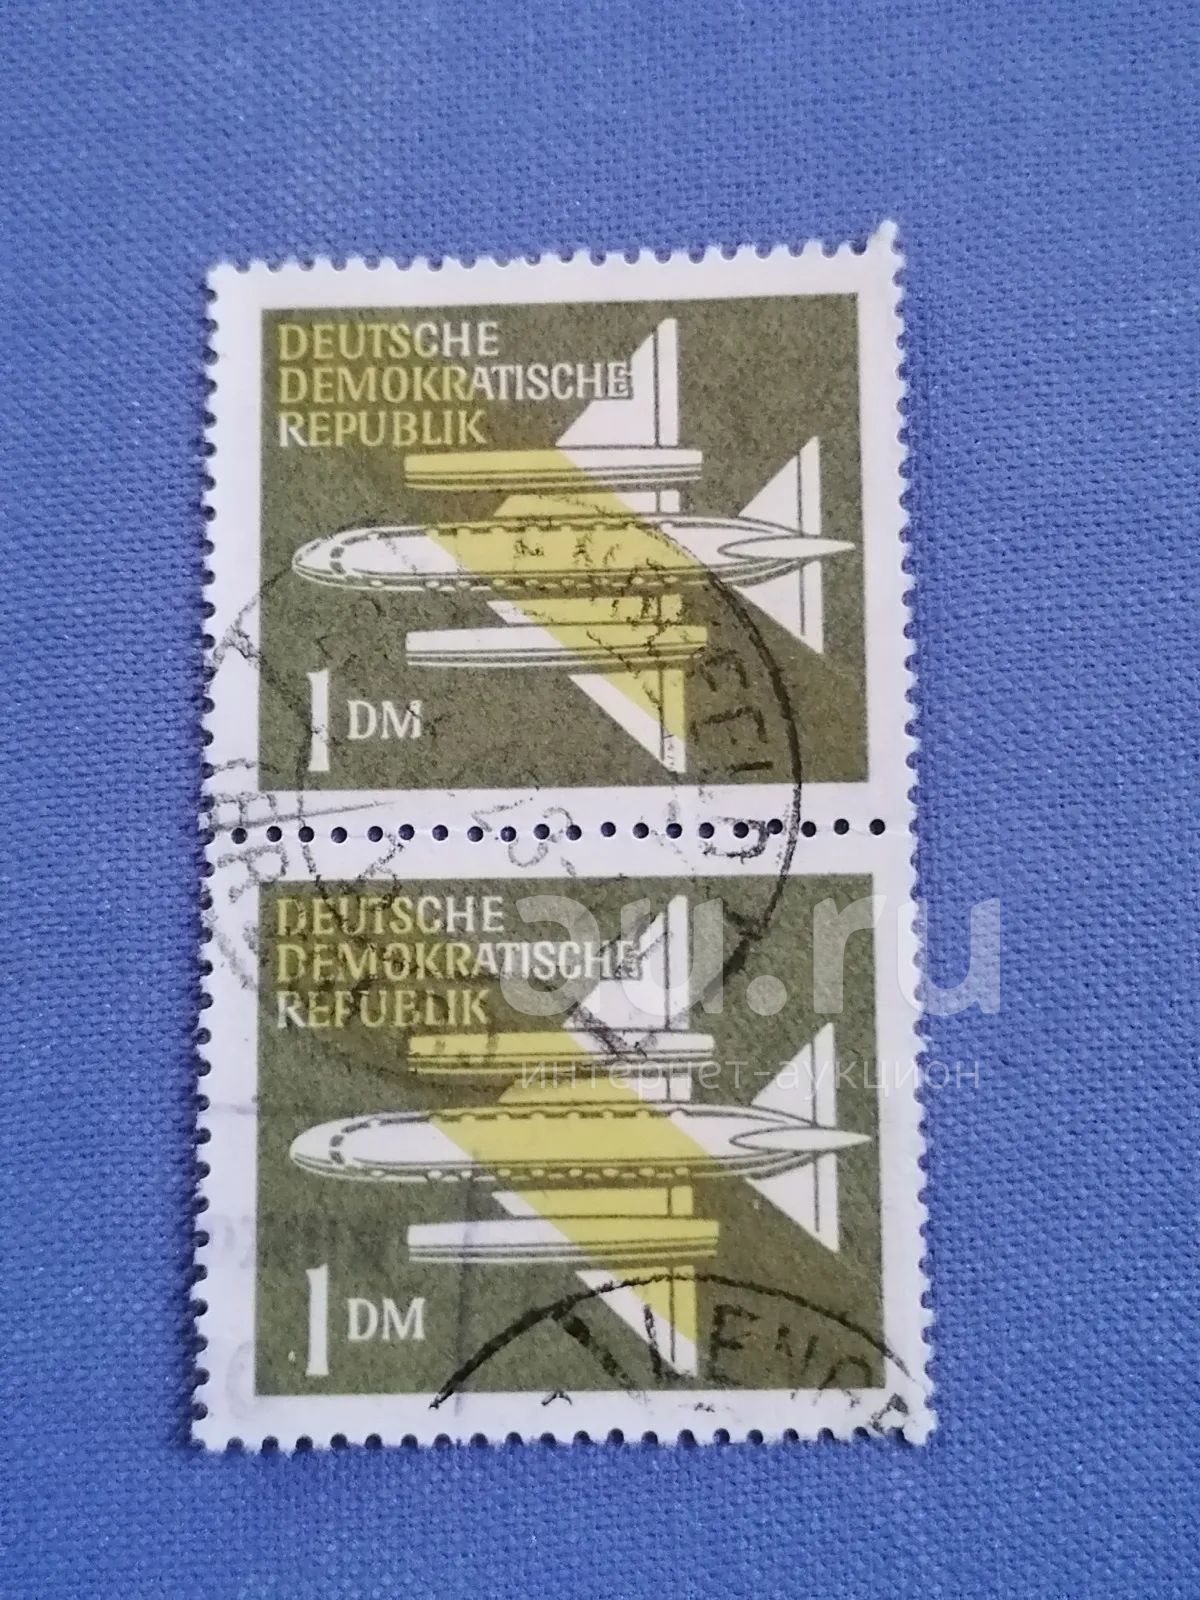 DEUTSCHE
DEMOKRATISCHE
REPUBLIK
1 DM
DEUTSCHE
DEMOKRATISCHE
REPUBLIK
au.ru
интернет-аукцион
1 DM